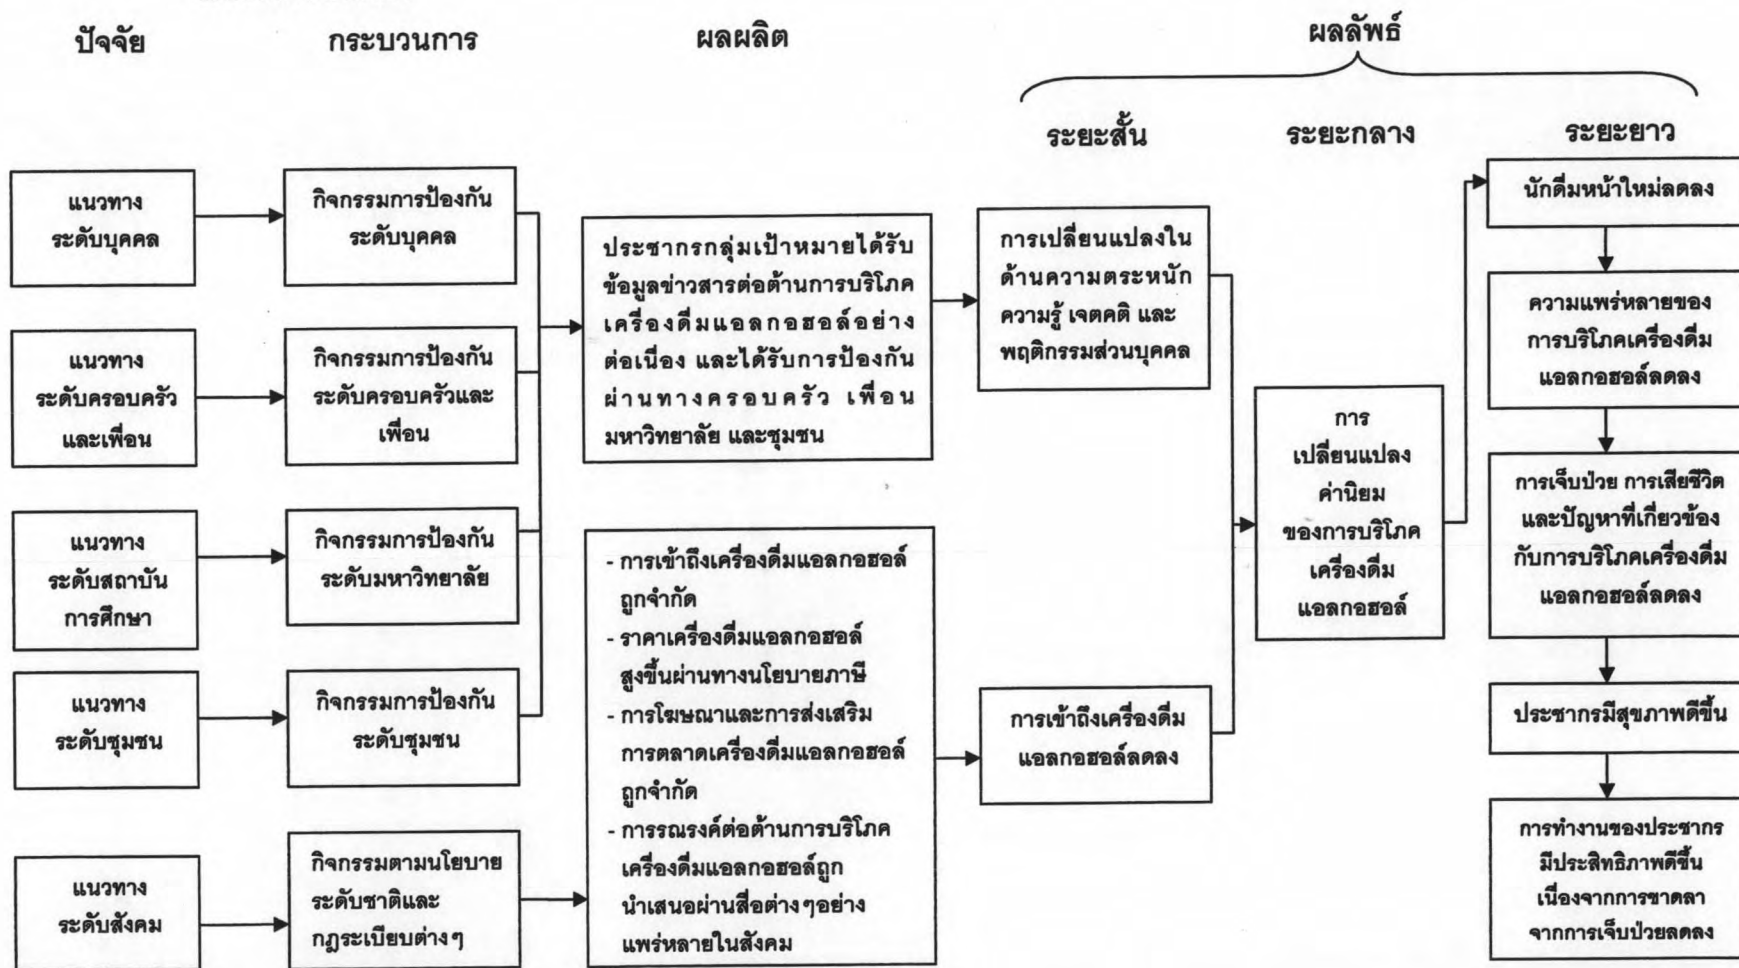 ปัจจัย
กระบวนการ
ผลผลิต
ผลลัพธ์
ระยะสั้น
ระยะกลาง
ระยะยาว
แนวทาง
ระดับบุคคล
แนวทาง
ระดับครอบครัว
และเพื่อน
แนวทาง
ระดับสถาบัน
การศึกษา
แนวทาง
ระดับชุมชน
แนวทาง
ระดับสังคม
กิจกรรมการป้องกัน
ระดับบุคคล
กิจกรรมการป้องกัน
ระดับครอบครัวและ
เพื่อน
กิจกรรมการป้องกัน
ระดับมหาวิทยาลัย
กิจกรรมการป้องกัน
ระดับชุมชน
กิจกรรมตามนโยบาย
ระดับชาติและ
กฎระเบียบต่างๆ
ประชากรกลุ่มเป้าหมายได้รับ
ข้อมูลข่าวสารต่อต้านการบริโภค
เครื่องดื่มแอลกอฮอล์อย่าง
ต่อเนื่อง และได้รับการป้องกัน
ผ่านทางครอบครัว เพื่อน
มหาวิทยาลัย และชุมชน
- การเข้าถึงเครื่องดื่มแอลกอฮอล์
ถูกจำกัด
- ราคาเครื่องดื่มแอลกอฮอล์
สูงขึ้นผ่านทางนโยบายภาษี
- การโฆษณาและการส่งเสริม
การตลาดเครื่องดื่มแอลกอฮอล์
ถูกจำกัด
- การรณรงค์ต่อต้านการบริโภค
เครื่องดื่มแอลกอฮอล์ถูก
นำเสนอผ่านสื่อต่างๆอย่าง
แพร่หลายในสังคม
การเปลี่ยนแปลงใน
ด้านความตระหนัก
ความรู้ เจตคติ และ
พฤติกรรมส่วนบุคคล
การเข้าถึงเครื่องดื่ม
แอลกอฮอล์ลดลง
การ
เปลี่ยนแปลง
ค่านิยม
ของการบริโภค
เครื่องดื่ม
แอลกอฮอล์
นักดื่มหน้าใหม่ลดลง
ความแพร่หลายของ
การบริโภคเครื่องดื่ม
แอลกอฮอล์ลดลง
การเจ็บป่วย การเสียชีวิต
และปัญหาที่เกี่ยวข้อง
กับการบริโภคเครื่องดื่ม
แอลกอฮอล์ลดลง
ประชากรมีสุขภาพดีขึ้น
การทำงานของประชากร
มีประสิทธิภาพดีขึ้น
เนื่องจากการขาดลา
จากการเจ็บป่วยลดลง